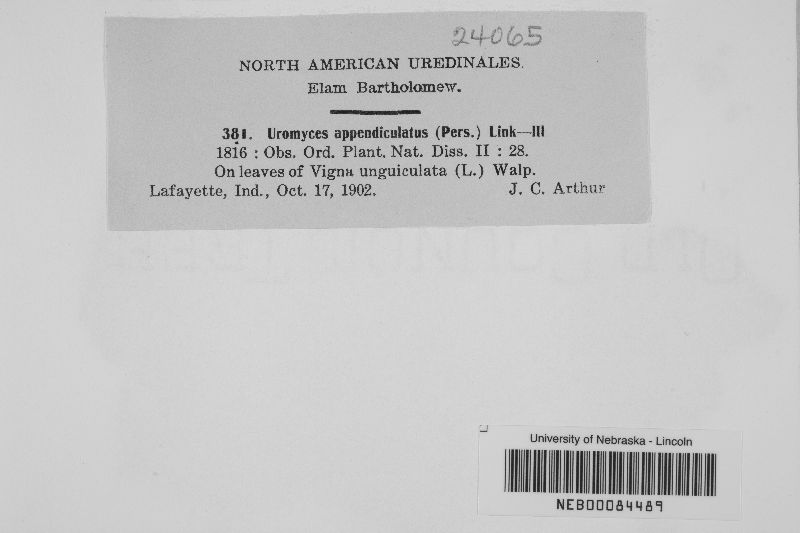 24065
NORTH AMERICAN UREDINALES.
Elam Bartholomew.
381. Uromyces appendiculatus (Pers.) Link—III
1816 : Obs. Ord. Plant. Nat. Diss. II : 28.
On leaves of Vigna unguiculata (L.) Walp.
Lafayette, Ind., Oct. 17, 1902. J. C. Arthur
University of Nebraska - Lincoln
NEB00084489